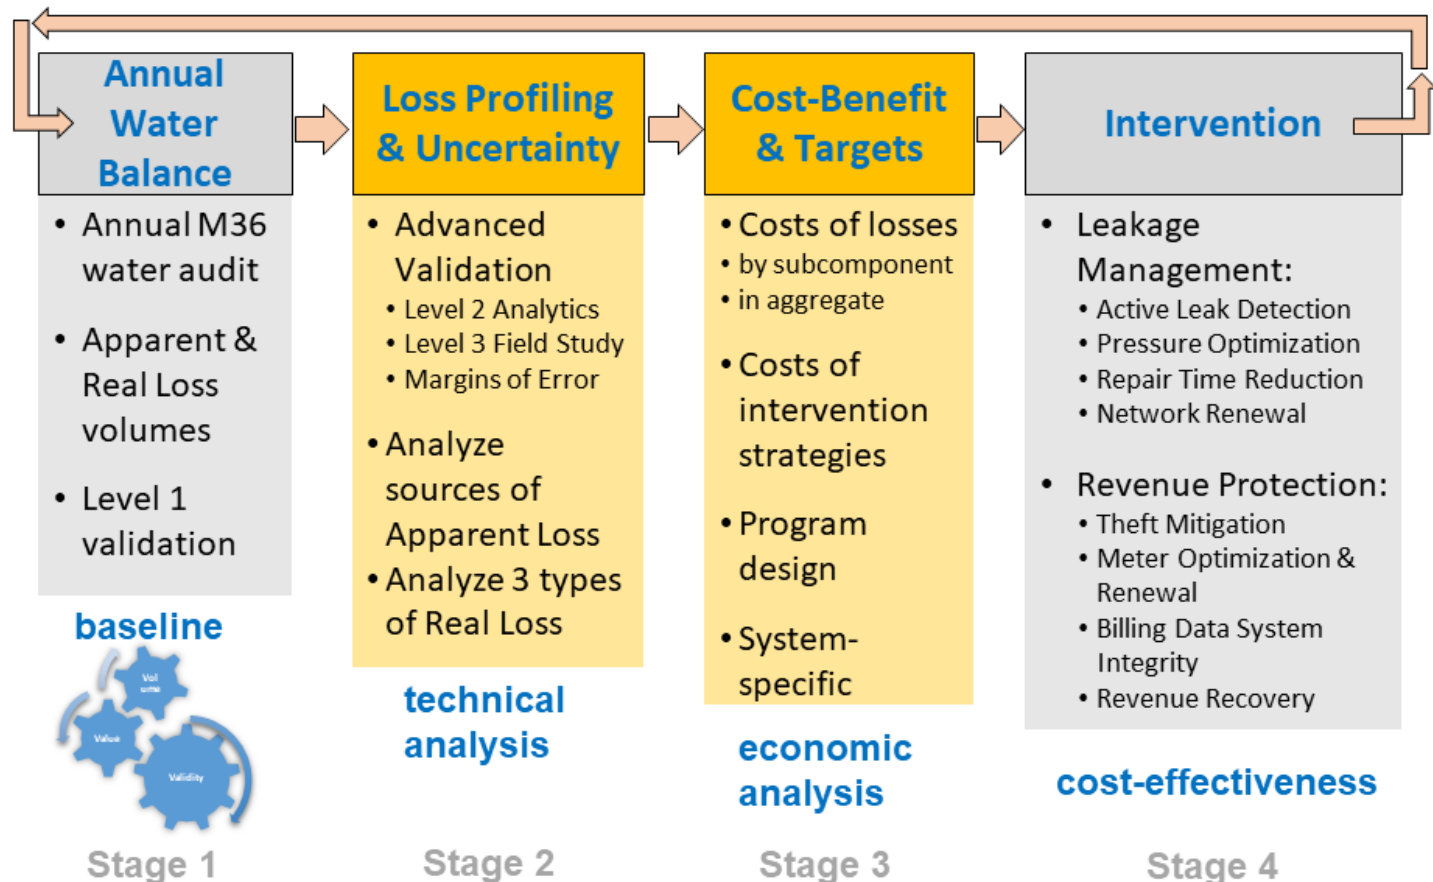 Annual
Water
Balance
• Annual M36
water audit
• Apparent &
Real Loss
volumes
• Level 1
validation
baseline
Vol
ume
Value
Validity
Stage 1
Loss Profiling
& Uncertainty
• Advanced
Validation
• Level 2 Analytics
• Level 3 Field Study
• Margins of Error
• Analyze
sources of
Apparent Loss
• Analyze 3 types
of Real Loss
technical
analysis
Stage 2
Cost-Benefit
& Targets
• Costs of losses
• by subcomponent
• in aggregate
• Costs of
intervention
strategies
• Program
design
• System-
specific
economic
analysis
Stage 3
Intervention
• Leakage
Management:
• Active Leak Detection
• Pressure Optimization
• Repair Time Reduction
• Network Renewal
• Revenue Protection:
• Theft Mitigation
• Meter Optimization &
Renewal
• Billing Data System
Integrity
• Revenue Recovery
cost-effectiveness
Stage 4